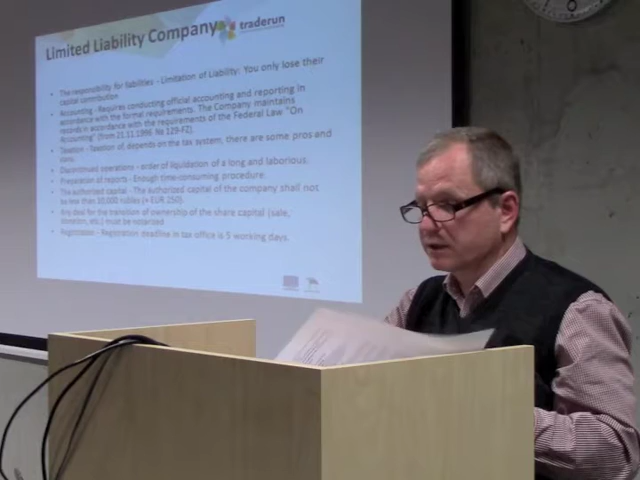 Limited Liability Company
traderun
• The responsibility for liabilities - Limitation of Liability: You only lose their
capital contribution
• Accounting - Requires conducting official accounting and reporting in
accordance with the formal requirements. The Company maintains
records in accordance with the requirements of the Federal Law "On
Accounting" (from 21.11.1996 № 129-FZ).
• Taxation - Taxation of depends on the tax system, there are some pros and
cons.
• Discontinued operations - order of liquidation of a long and laborious.
• Preparation of reports - Enough time-consuming procedure.
• The authorized capital - The authorized capital of the company shall not
be less than 10,000 rubles (≈ EUR 250).
• Any deal for the transition of ownership of the share capital (sale,
donation, etc.) must be notarized
• Registration - Registration deadline in tax office is 5 working days.